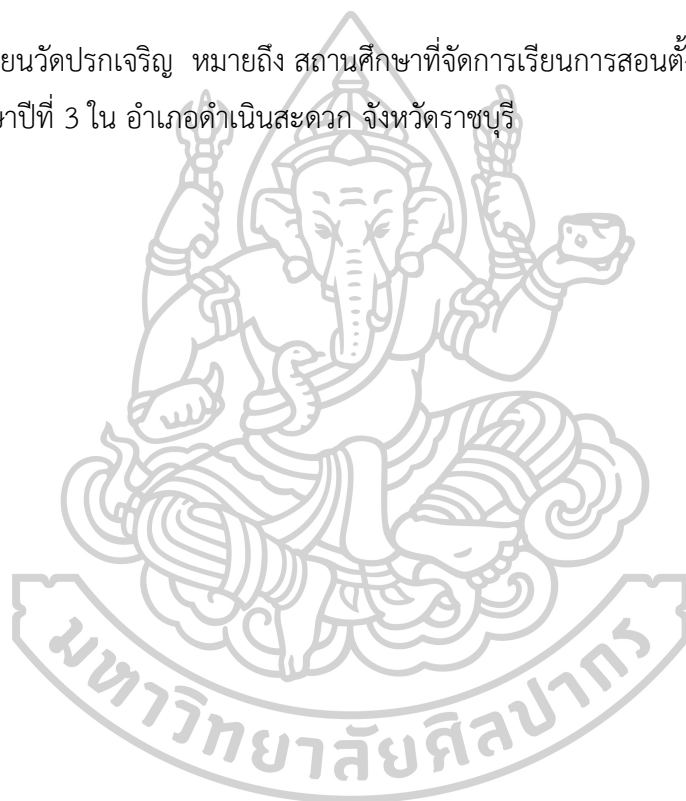 ยนวัดปรกเจริญ หมายถึง สถานศึกษาที่จัดการเรียนการสอนตั้
าปีที่ 3 ใน อำเภอดำเนินสะดวก จังหวัดราชบุรี
มหาวิทยาลัยศิลปากร